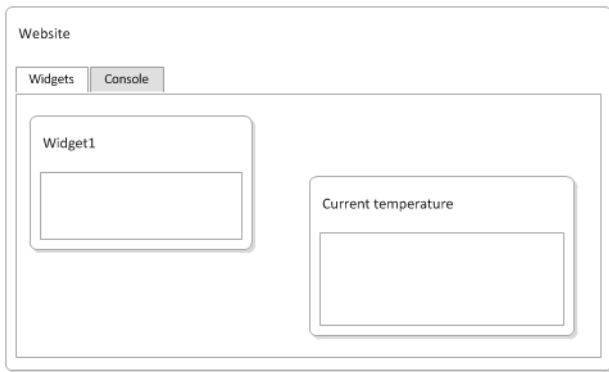 Website
Widgets Console
Widget1
Current temperature